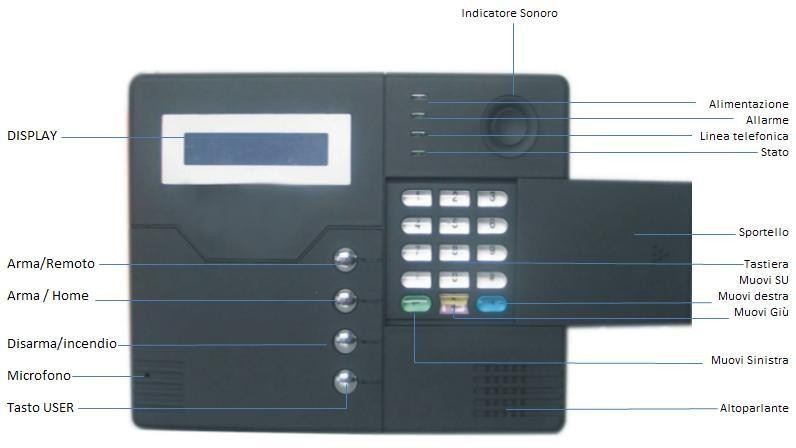 Indicatore Sonoro
DISPLAY
Alimentazione
Allarme
Linea telefonica
Stato
Sportello
Arma/Remoto
Tastiera
Muovi SU
Arma / Home
Muovi destra
Muovi Giù
Disarma/incendio
Muovi Sinistra
Microfono
Tasto USER
Altoparlante